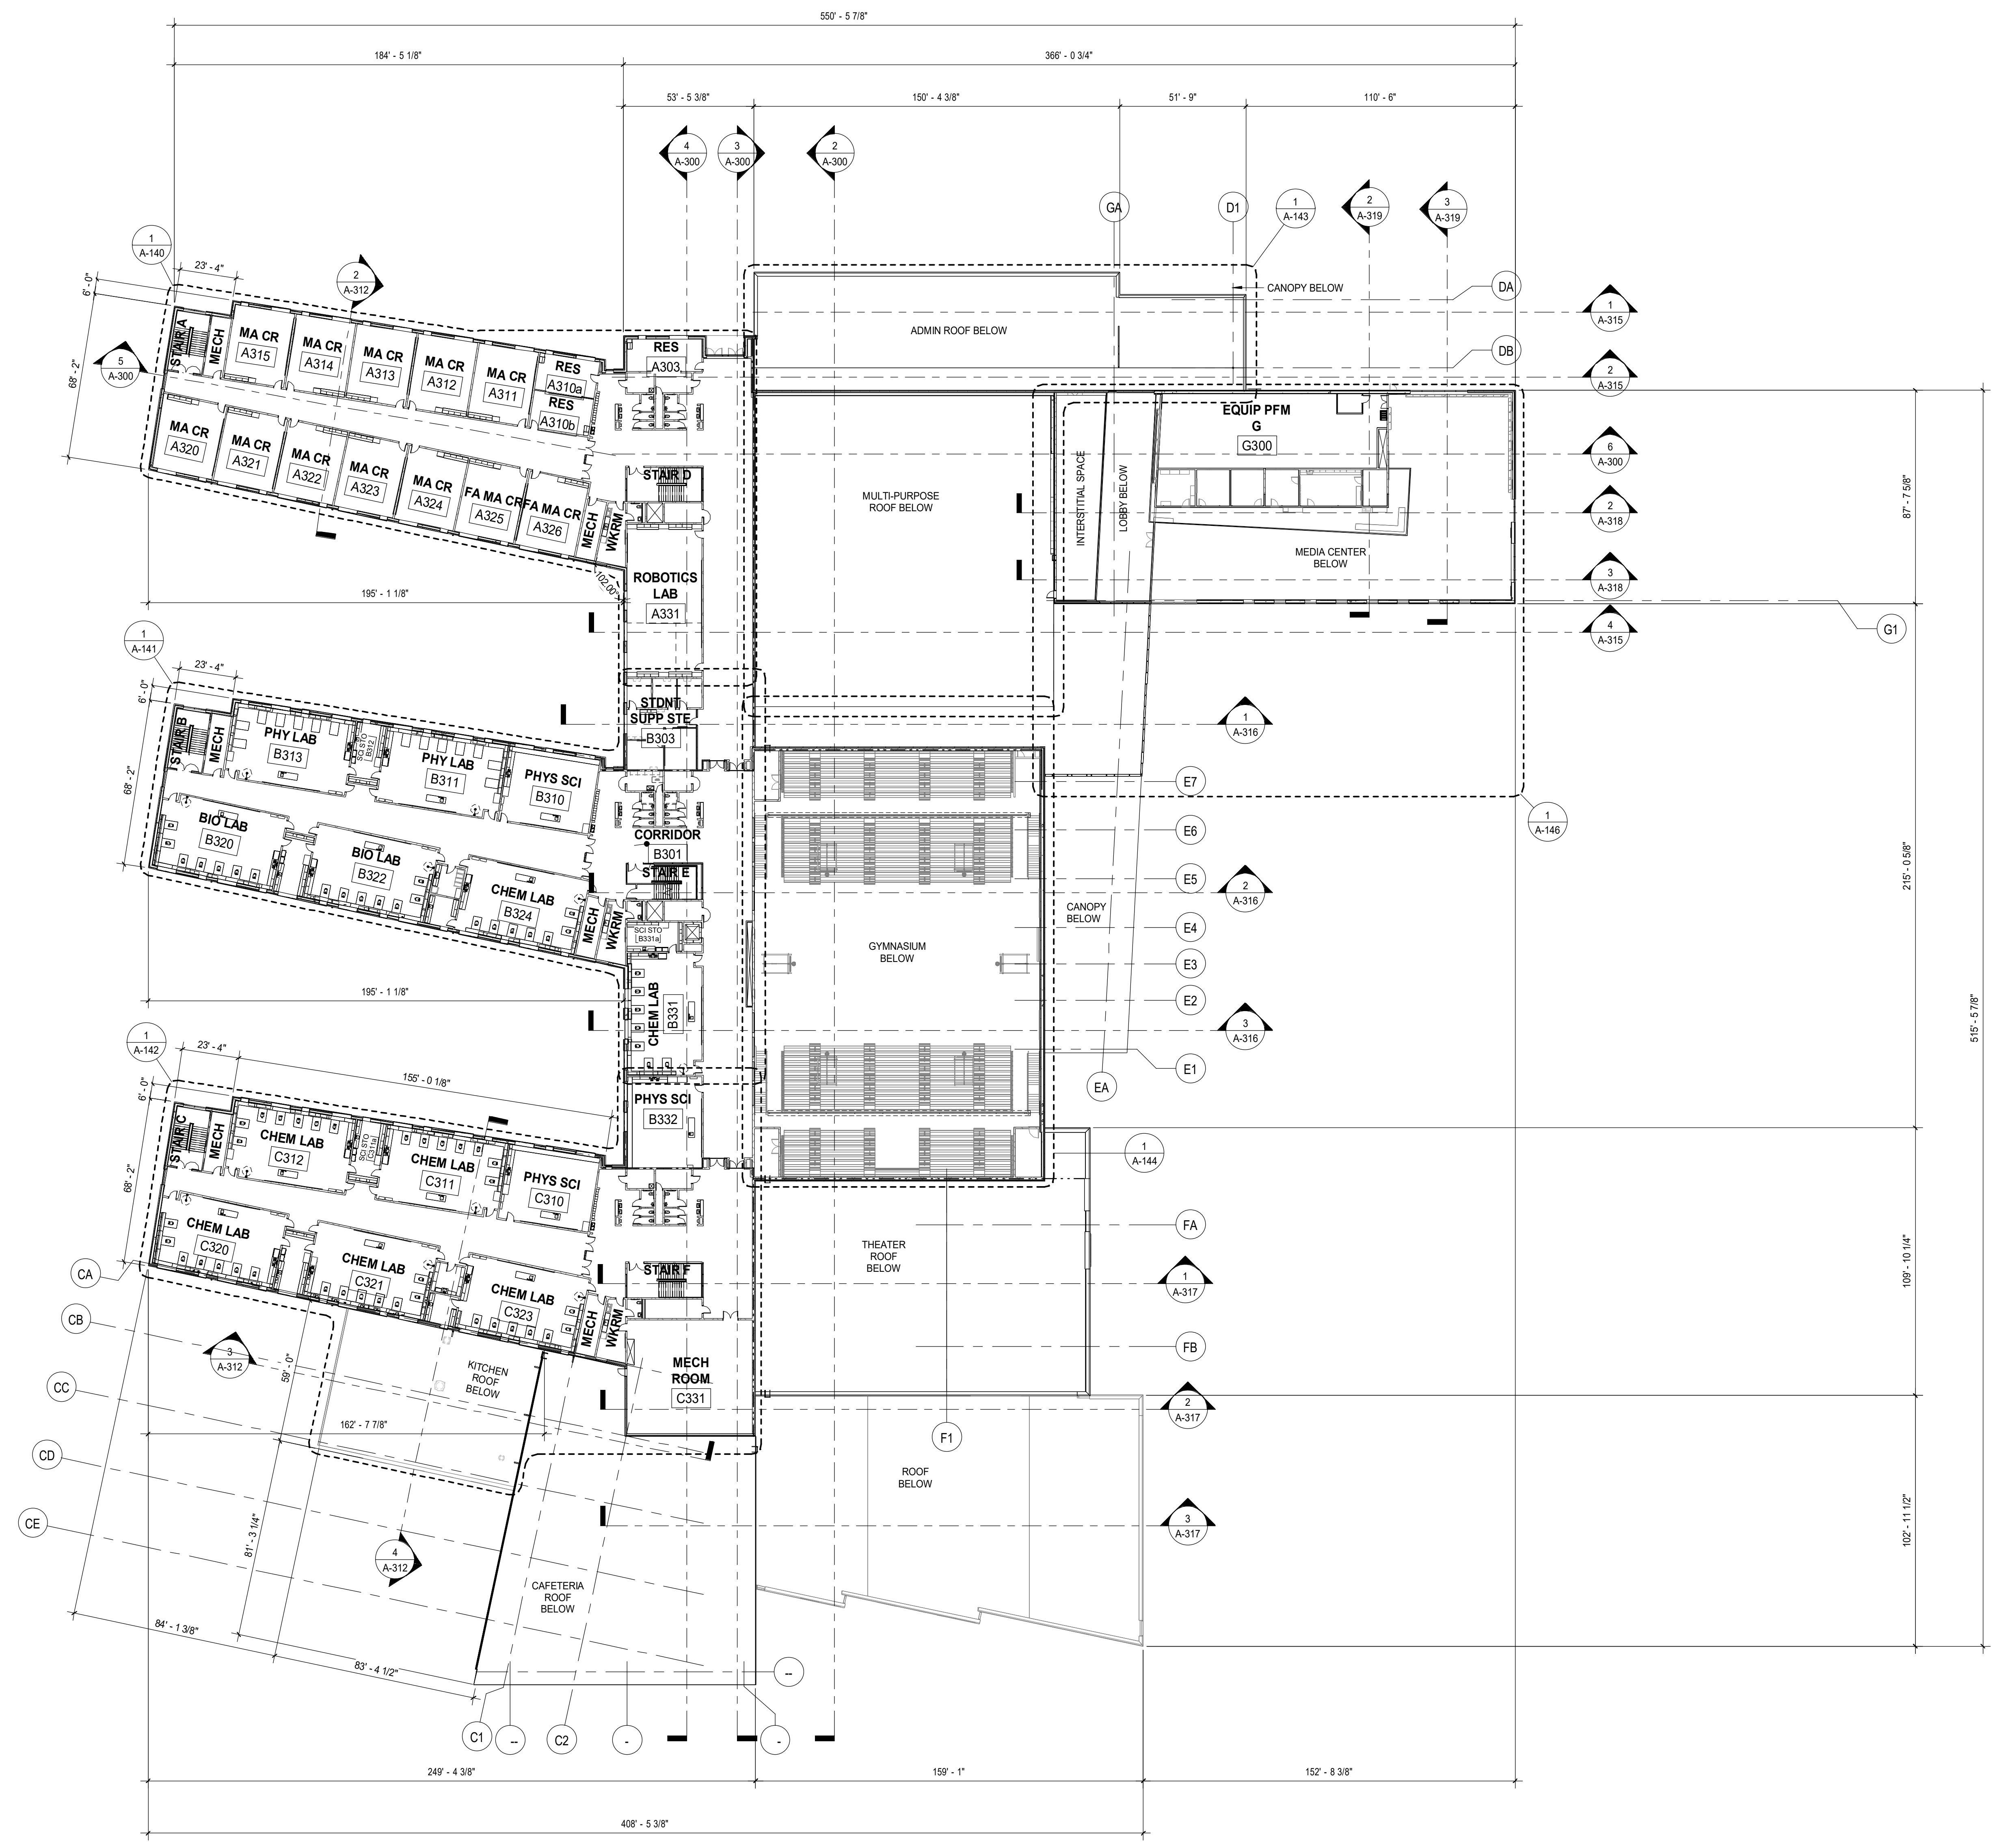 550' - 5 7/8"
184' - 5 1/8"
366' - 0 3/4"
53' - 5 3/8"
150' - 4 3/8"
51' - 9"
110' - 6"
4
A-300
3
A-300
2
A-300
GA
D1
1
A-143
2
A-319
3
A-319
1
A-140
23' - 4"
6' - 0"
68' - 2"
2
A-312
5
A-300
CANOPY BELOW
DA
1
A-315
DB
2
A-315
ADMIN ROOF BELOW
STAIR A
MECH
MA CR
A315
MA CR
A314
MA CR
A313
MA CR
A312
MA CR
A311
RES
A310a
RES
A310b
RES
A303
MA CR
A320
MA CR
A321
MA CR
A322
MA CR
A323
MA CR
A324
FA MA CR
A325
FA MA CR
A326
MECH
WKRM
STAIR D
102.00°
ROBOTICS
LAB
A331
195' - 1 1/8"
MULTI-PURPOSE
ROOF BELOW
INTERSTITIAL SPACE
LOBBY BELOW
EQUIP PFM
G
G300
MEDIA CENTER
BELOW
6
A-300
2
A-318
3
A-318
4
A-315
G1
87' - 7 5/8"
1
A-141
23' - 4"
6' - 0"
68' - 2"
STAIR B
MECH
PHY LAB
B313
SCI STO
B312
PHY LAB
B311
PHYS SCI
B310
STDNT
SUPP STE
B303
BIO LAB
B320
BIO LAB
B322
CHEM LAB
B324
MECH
WKRM
CORRIDOR
B301
STAIR E
SCI STO
B331a
CHEM LAB
B331
195' - 1 1/8"
1
A-316
E7
E6
E5
2
A-316
E4
E3
E2
3
A-316
E1
EA
CANOPY
BELOW
GYMNASIUM
BELOW
1
A-146
215' - 0 5/8"
515' - 5 7/8"
1
A-142
23' - 4"
6' - 0"
155' - 0 1/8"
68' - 2"
STAIR C
MECH
CHEM LAB
C312
SCI STO
C311a
CHEM LAB
C311
PHYS SCI
C310
PHYS SCI
B332
CHEM LAB
C320
CHEM LAB
C321
CHEM LAB
C323
MECH
WKRM
STAIR F
MECH
ROOM
C331
1
A-144
FA
1
A-317
FB
2
A-317
3
A-317
F1
THEATER
ROOF
BELOW
ROOF
BELOW
109' - 10 1/4"
102' - 11 1/2"
CA
CB
CC
CD
CE
3
A-312
59' - 0"
KITCHEN
ROOF
BELOW
162' - 7 7/8"
81' - 3 1/4"
4
A-312
CAFETERIA
ROOF
BELOW
84' - 1 3/8"
83' - 4 1/2"
--
C1
--
C2
-
-
249' - 4 3/8"
159' - 1"
152' - 8 3/8"
408' - 5 3/8"